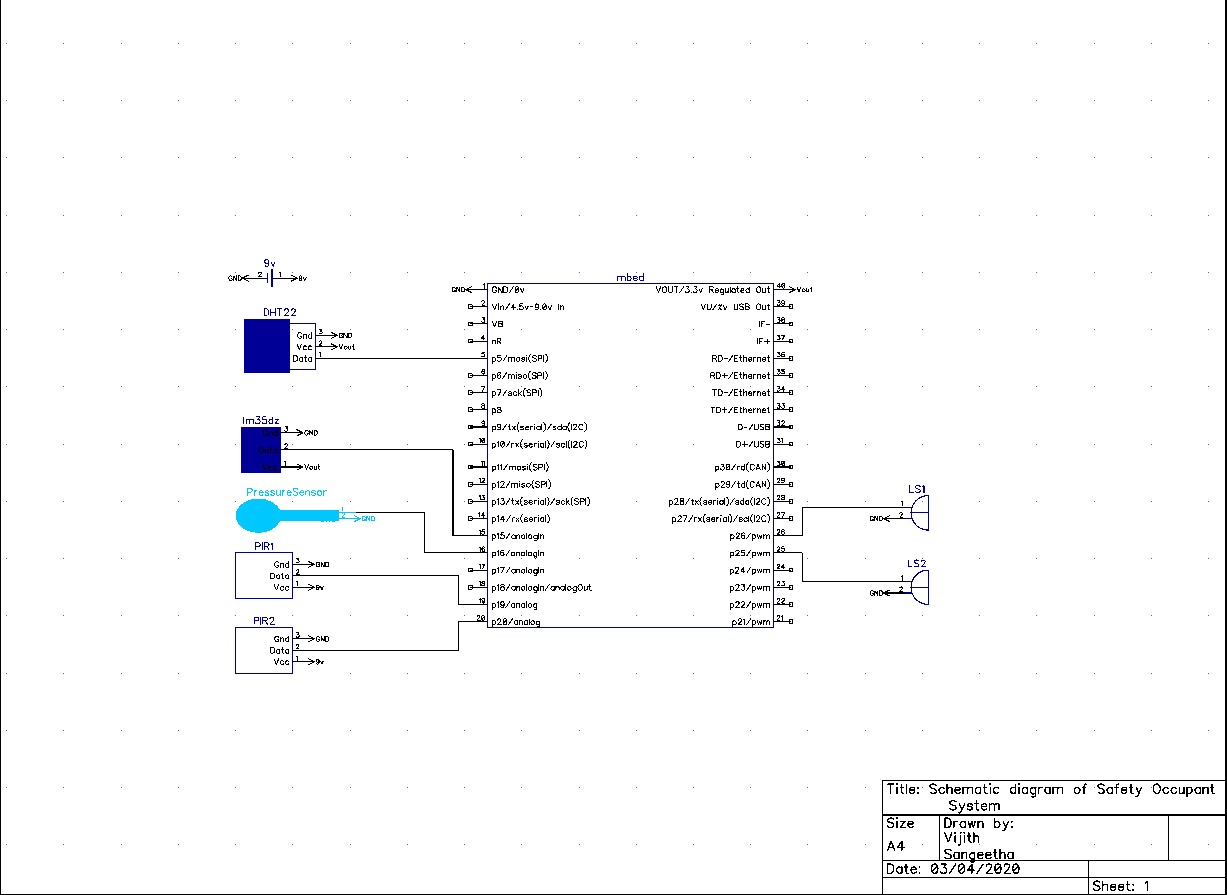 9v
GND 2 1 9v
DHT22
Gnd 3 GND
Vcc 2 Vout
Data 1
lm35dz
Gnd 3 GND
Data 2
Vcc 1 Vout
PressureSensor
1
2 GND
PIR1
Gnd 3 GND
Data 2
Vcc 1 9v
PIR2
Gnd 3 GND
Data 2
Vcc 1 9v
mbed
GND 1 GND/0v
2 Vin/4.5v-9.0v in
3 VB
4 nR
5 p5/mosi(SPI)
6 p6/miso(SPI)
7 p7/sck(SPI)
8 p8
9 p9/tx(serial)/sda(I2C)
10 p10/rx(serial)/scl(I2C)
11 p11/mosi(SPI)
12 p12/miso(SPI)
13 p13/tx(serial)/sck(SPI)
14 p14/rx(serial)
15 p15/analogIn
16 p16/analogIn
17 p17/analogIn
18 p18/analogIn/analogOut
19 p19/analog
20 p20/analog
VOUT/3.3v Regulated Out 40 Vout
USB Out 39
IF- 38
IF+ 37
RD-/Ethernet 36
RD+/Ethernet 35
TD-/Ethernet 34
TD+/Ethernet 33
D-/USB 32
D+/USB 31
p30/rd(CAN) 30
p29/td(CAN) 29
p28/tx(serial)/sda(I2C) 28
p27/rx(serial)/scl(I2C) 27
p26/pwm 26
p25/pwm 25
p24/pwm 24
p23/pwm 23
p22/pwm 22
p21/pwm 21
LS1
1
GND 2
LS2
1
GND 2
Title: Schematic diagram of Safety Occupant
System
Size
A4
Drawn by:
Vijith
Sangeetha
Date: 03/04/2020
Sheet: 1